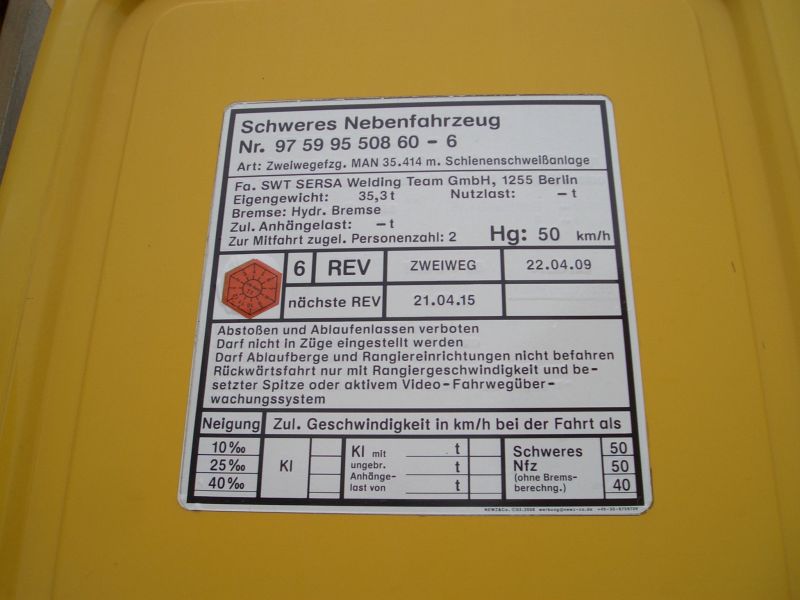 Schweres Nebenfahrzeug
Nr. 97 59 95 508 60 - 6
Art: Zweiwegefzg. MAN 35.414 m. Schienenschweißanlage
Fa. SWT SERSA Welding Team GmbH, 1255 Berlin
Eigengewicht: 35,3 t Nutzlast: - t
Bremse: Hydr. Bremse
Zul. Anhängelast: - t
Zur Mitfahrt zugel. Personenzahl: 2 Hg: 50 km/h
6 REV ZWEIWEG 22.04.09
nächste REV 21.04.15
Abstoßen und Ablaufenlassen verboten
Darf nicht in Züge eingestellt werden
Darf Ablaufberge und Rangiereinrichtungen nicht befahren
Rückwärtsfahrt nur mit Rangiergeschwindigkeit und be-
setzter Spitze oder aktivem Video-Fahrwegüber-
wachungssystem
Neigung Zul. Geschwindigkeit in km/h bei der Fahrt als
10‰ Kl Kl mit t Schweres 50
25‰ ungebr. t Nfz 50
40‰ Anhänge- (ohne Brems- 40
last von t berechng.)